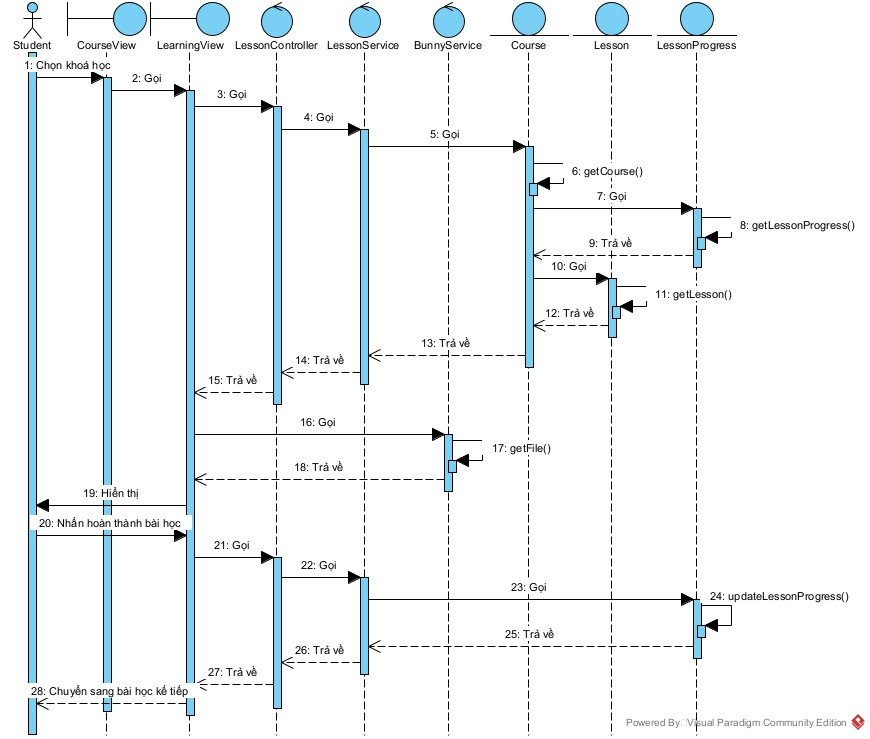 Student
CourseView
LearningView
LessonController
LessonService
BunnyService
Course
Lesson
LessonProgress
1: Chọn khoá học
2: Gọi
3: Gọi
4: Gọi
5: Gọi
6: getCourse()
7: Gọi
8: getLessonProgress()
9: Trả về
10: Gọi
11: getLesson()
12: Trả về
13: Trả về
14: Trả về
15: Trả về
16: Gọi
17: getFile()
18: Trả về
19: Hiển thị
20: Nhấn hoàn thành bài học
21: Gọi
22: Gọi
23: Gọi
24: updateLessonProgress()
25: Trả về
26: Trả về
27: Trả về
28: Chuyển sang bài học kế tiếp
Powered By Visual Paradigm Community Edition